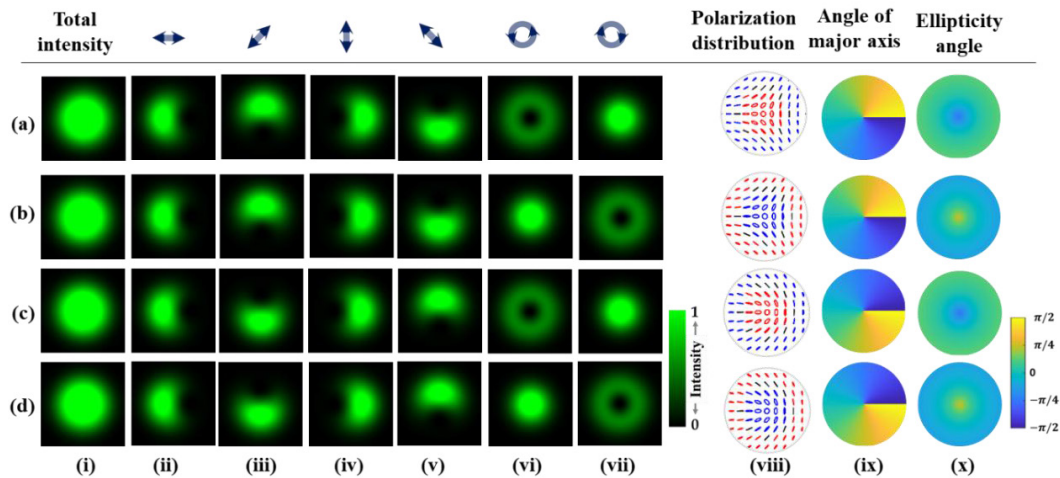 Total intensity
Polarization distribution
Angle of major axis
Ellipticity angle
(a)
(b)
(c)
(d)
1
Intensity
0
π/2
π/4
0
−π/4
−π/2
(i) (ii) (iii) (iv) (v) (vi) (vii) (viii) (ix) (x)